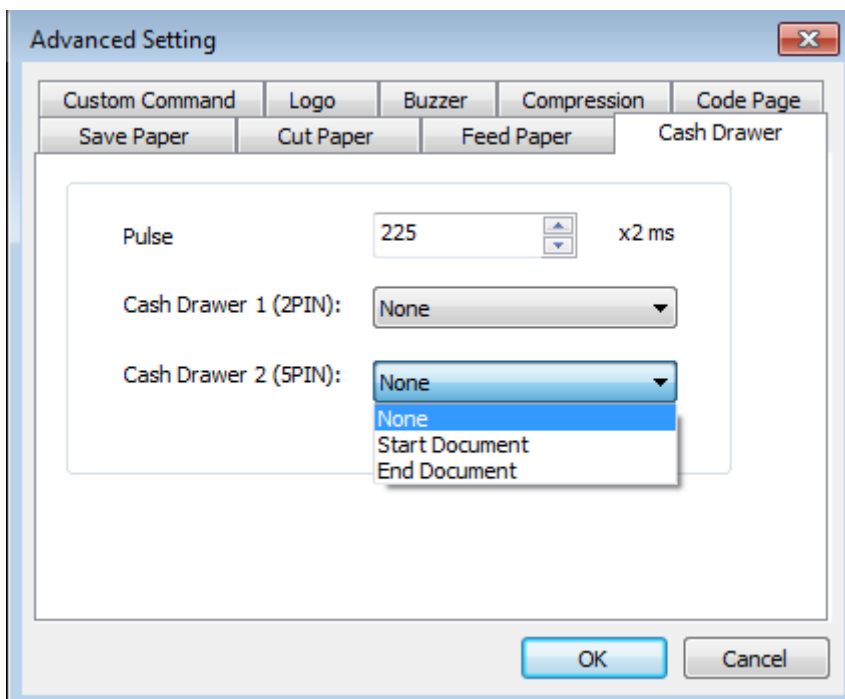 Advanced Setting
Custom Command Logo Buzzer Compression Code Page
Save Paper Cut Paper Feed Paper Cash Drawer
Pulse 225 x2 ms
Cash Drawer 1 (2PIN): None
Cash Drawer 2 (5PIN): None
None
Start Document
End Document
OK Cancel